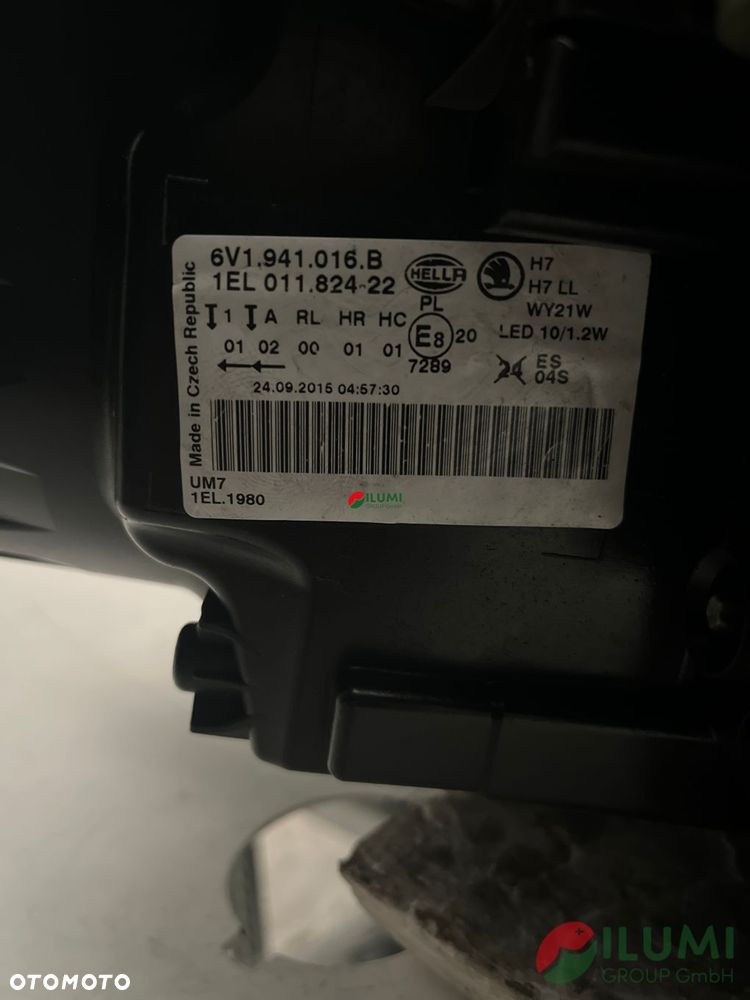 6V1.941.016.B
1EL 011.824-22
HELLA
H7
H7 LL
WY21W
LED 10/1.2W
PL
1 A RL HR HC
E8 20
01 02 00 01 01
7289
24 ES
04S
24.09.2015 04:57:30
Made in Czech Republic
UM7
1EL.1980
ILUMI
GROUP GmbH
ILUMI
GROUP GmbH
OTOMOTO